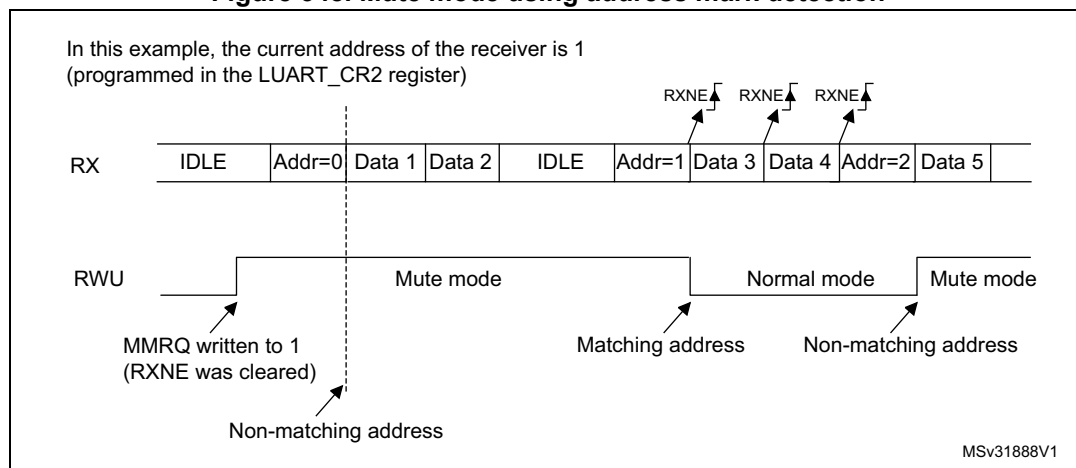 In this example, the current address of the receiver is 1
(programmed in the LUART_CR2 register)
RXNE RXNE RXNE
RX IDLE Addr=0 Data 1 Data 2 IDLE Addr=1 Data 3 Data 4 Addr=2 Data 5
RWU Mute mode Normal mode Mute mode
MMRQ written to 1
(RXNE was cleared)
Matching address Non-matching address
Non-matching address
MSv31888V1